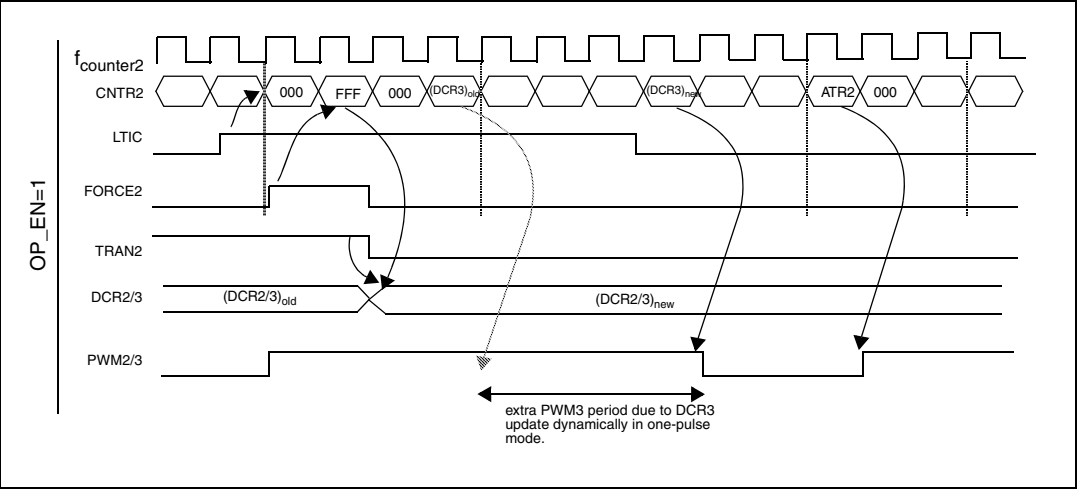 OP_EN=1
fcounter2
CNTR2 000 FFF 000 (DCR3)old (DCR3)new ATR2 000
LTIC
FORCE2
TRAN2
DCR2/3 (DCR2/3)old (DCR2/3)new
PWM2/3
extra PWM3 period due to DCR3
update dynamically in one-pulse
mode.